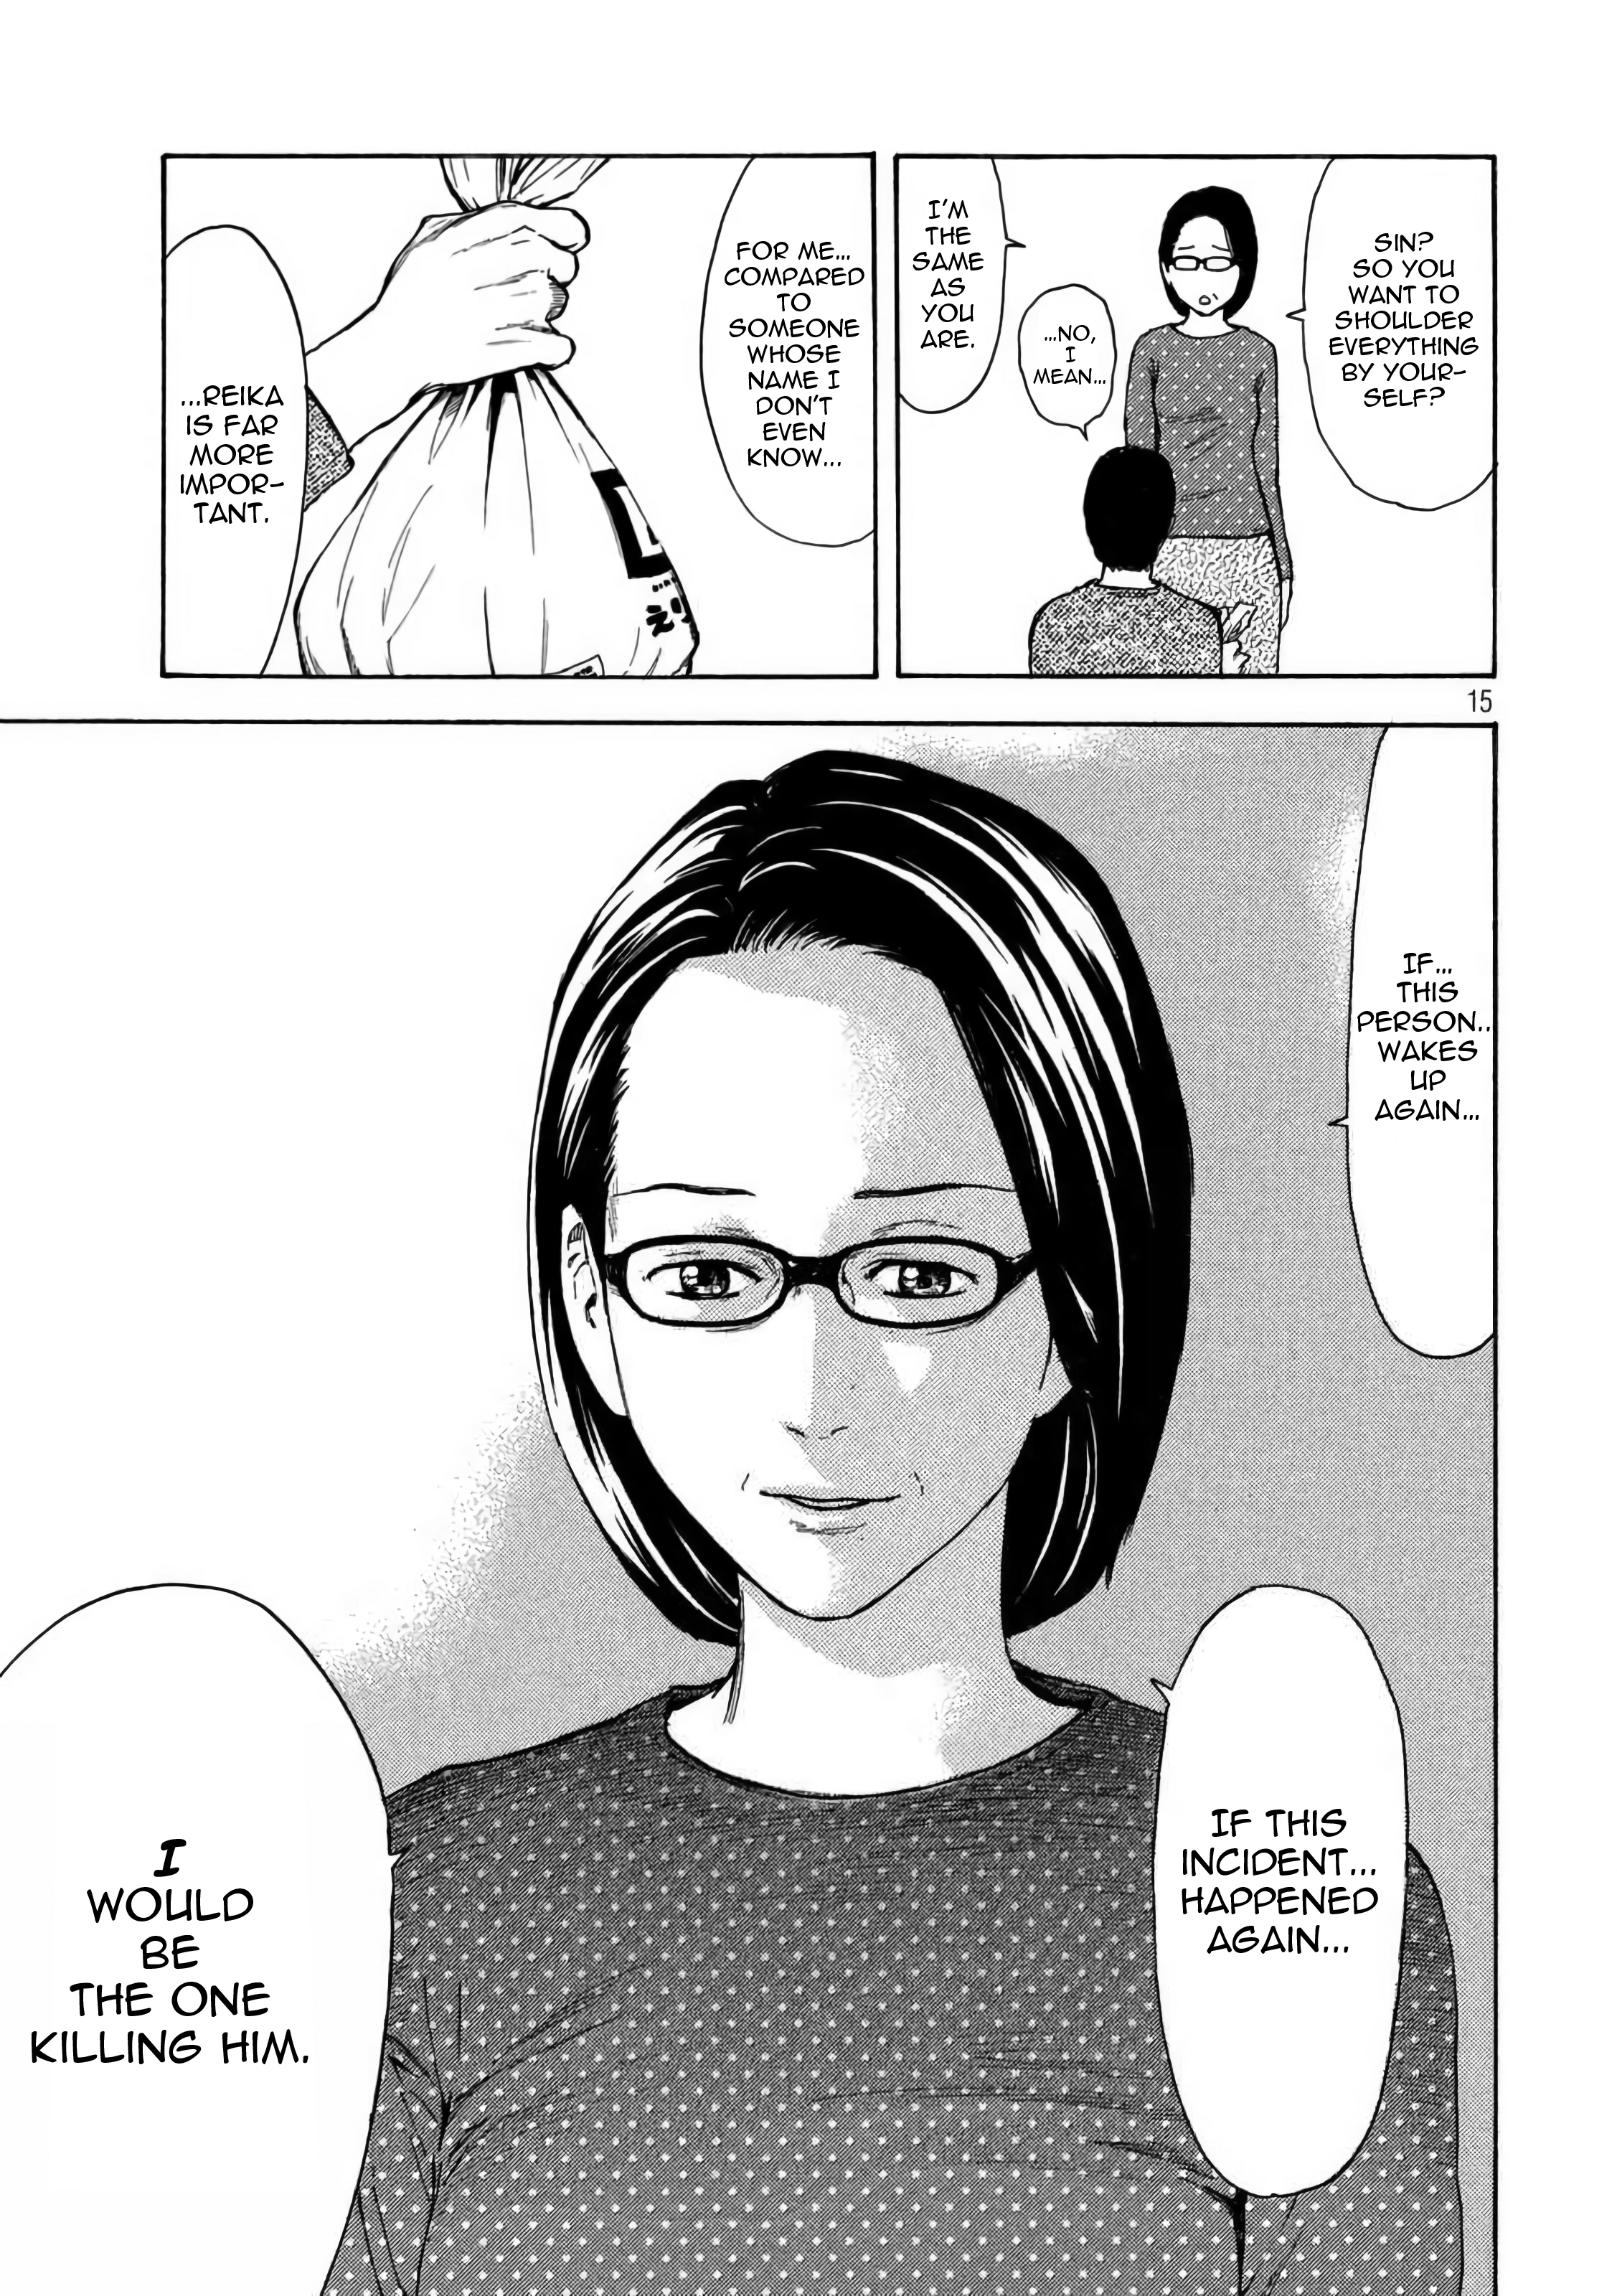 SIN?
SO YOU
WANT TO
SHOULDER
EVERYTHING
BY YOUR-
SELF?
...NO,
I
MEAN...
I'M
THE
SAME
AS
YOU
ARE.
FOR ME...
COMPARED
TO
SOMEONE
WHOSE
NAME I
DON'T
EVEN
KNOW...
...REIKA
IS FAR
MORE
IMPOR-
TANT.
15
IF...
THIS
PERSON..
WAKES
UP
AGAIN...
IF THIS
INCIDENT...
HAPPENED
AGAIN...
I
WOULD
BE
THE ONE
KILLING HIM.